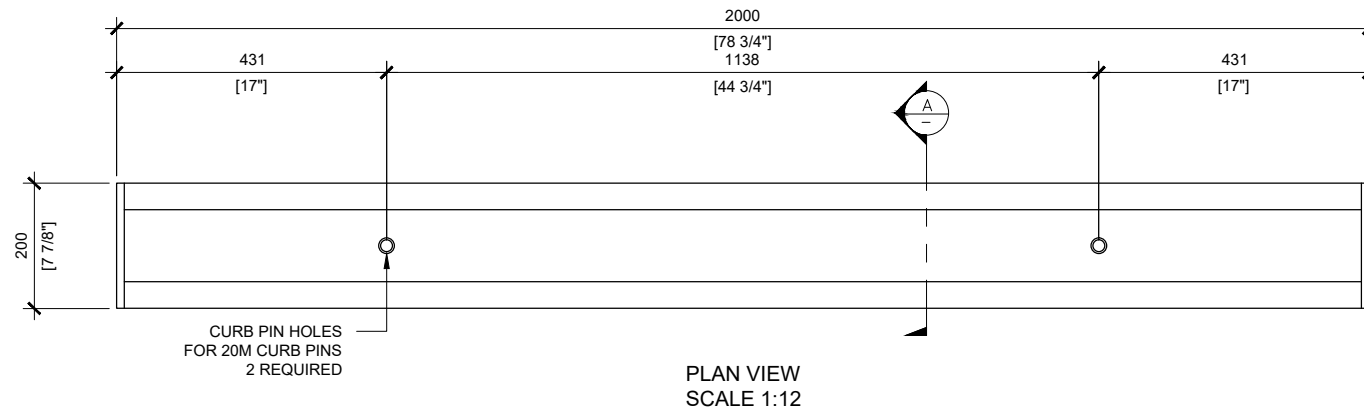 2000
[78 3/4"]
431
[17"]
1138
[44 3/4"]
431
[17"]
A
–
200
[7 7/8"]
CURB PIN HOLES
FOR 20M CURB PINS
2 REQUIRED
PLAN VIEW
SCALE 1:12